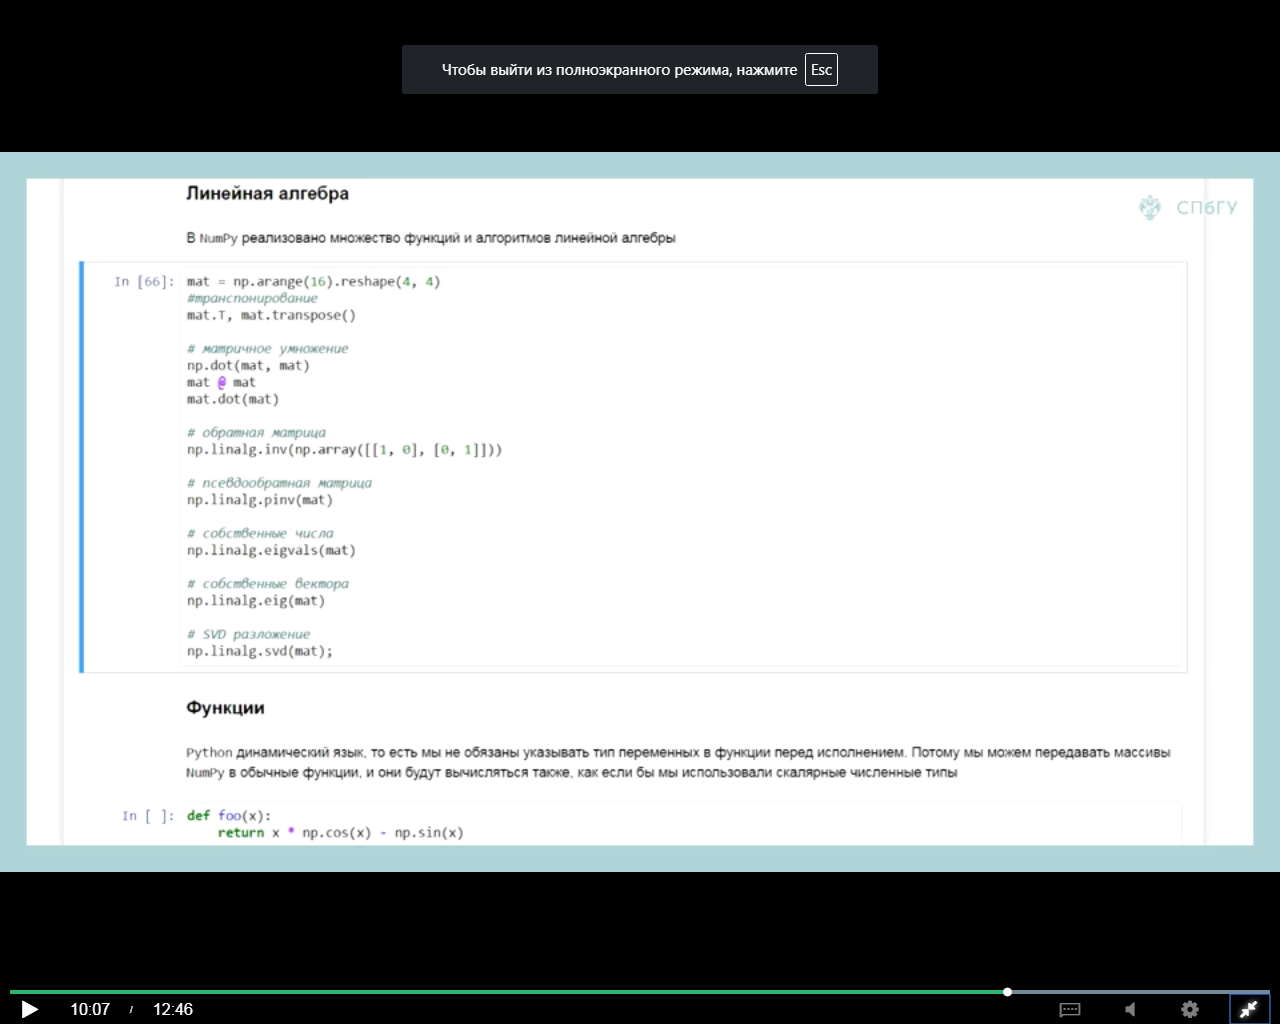 Чтобы выйти из полноэкранного режима, нажмите Esc
Линейная алгебра
СПбГУ
В NumPy реализовано множество функций и алгоритмов линейной алгебры
In [66]: mat = np.arange(16).reshape(4, 4)
#транспонирование
mat.T, mat.transpose()
# матричное умножение
np.dot(mat, mat)
mat @ mat
mat.dot(mat)
# обратная матрица
np.linalg.inv(np.array([[1, 0], [0, 1]]))
# псевдообратная матрица
np.linalg.pinv(mat)
# собственные числа
np.linalg.eigvals(mat)
# собственные вектора
np.linalg.eig(mat)
# SVD разложение
np.linalg.svd(mat);
Функции
Python динамический язык, то есть мы не обязаны указывать тип переменных в функции перед исполнением. Потому мы можем передавать массивы
NumPy в обычные функции, и они будут вычисляться также, как если бы мы использовали скалярные численные типы
In [ ]: def foo(x):
return x * np.cos(x) - np.sin(x)
10:07 / 12:46